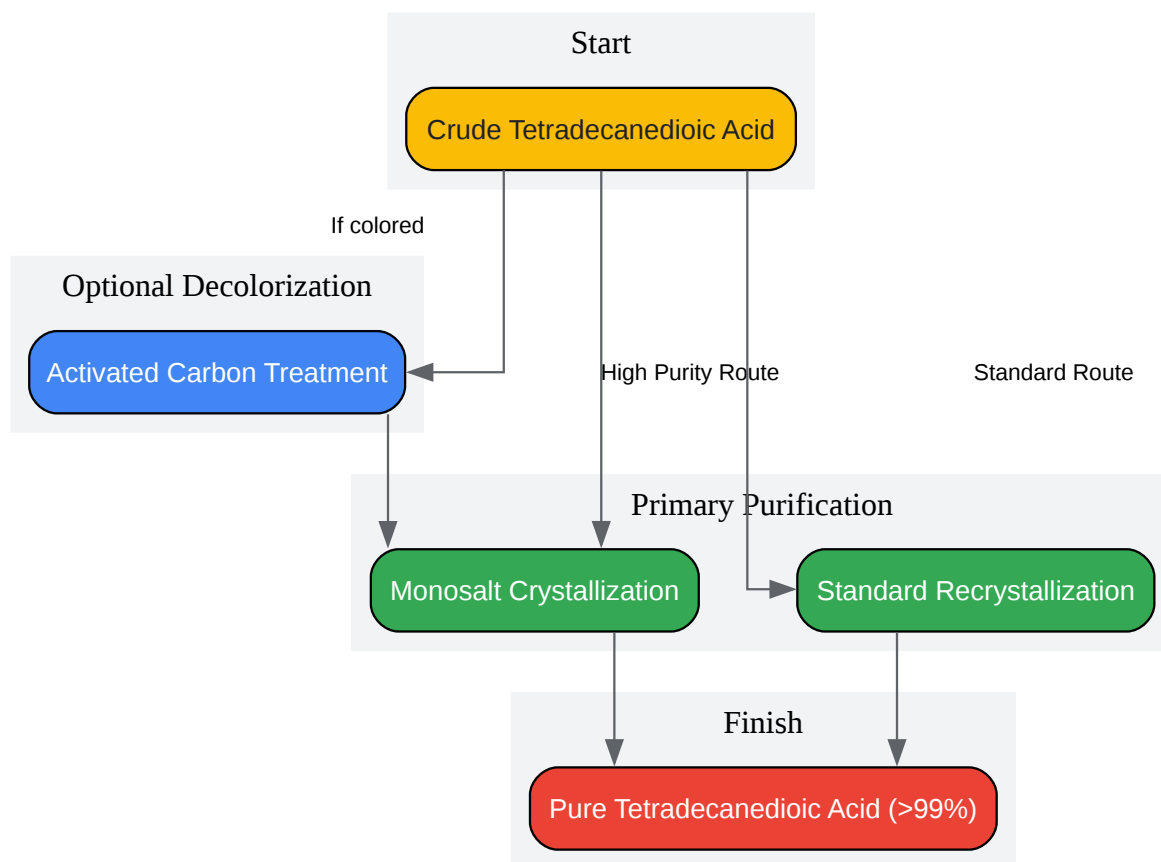 Start
Crude Tetradecanedioic Acid
If colored
Optional Decolorization
Activated Carbon Treatment
High Purity Route
Standard Route
Primary Purification
Monosalt Crystallization
Standard Recrystallization
Finish
Pure Tetradecanedioic Acid (>99%)